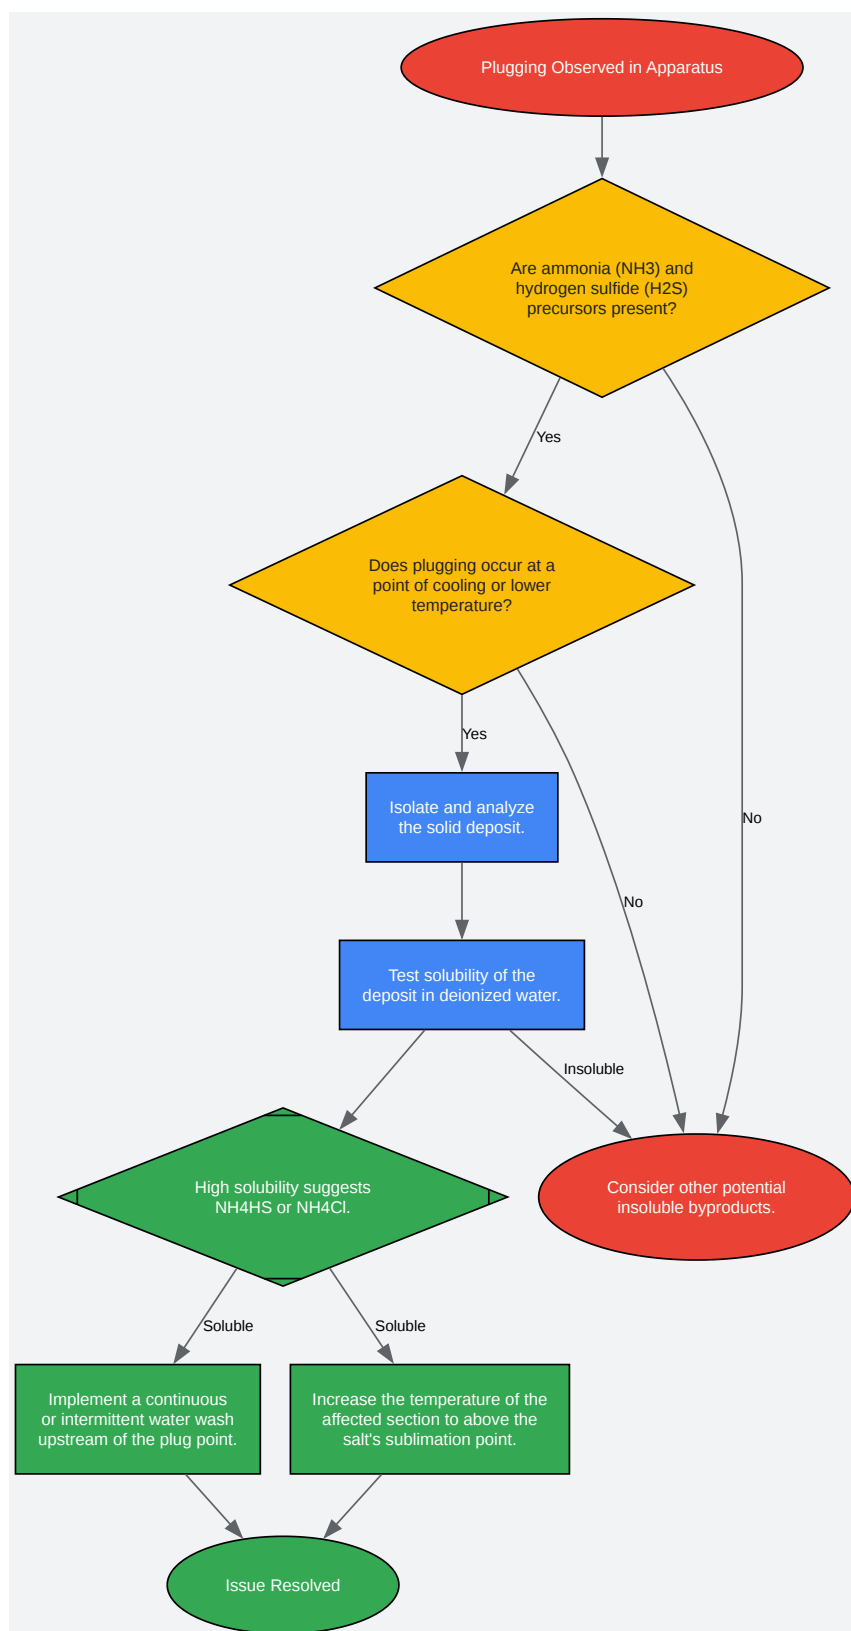 Plugging Observed in Apparatus
Are ammonia (NH3) and
hydrogen sulfide (H2S)
precursors present?
Yes
Does plugging occur at a
point of cooling or lower
temperature?
Yes
Isolate and analyze
the solid deposit.
No
No
Test solubility of the
deposit in deionized water.
Insoluble
High solubility suggests
NH4HS or NH4Cl.
Consider other potential
insoluble byproducts.
Soluble
Soluble
Implement a continuous
or intermittent water wash
upstream of the plug point.
Increase the temperature of the
affected section to above the
salt's sublimation point.
Issue Resolved